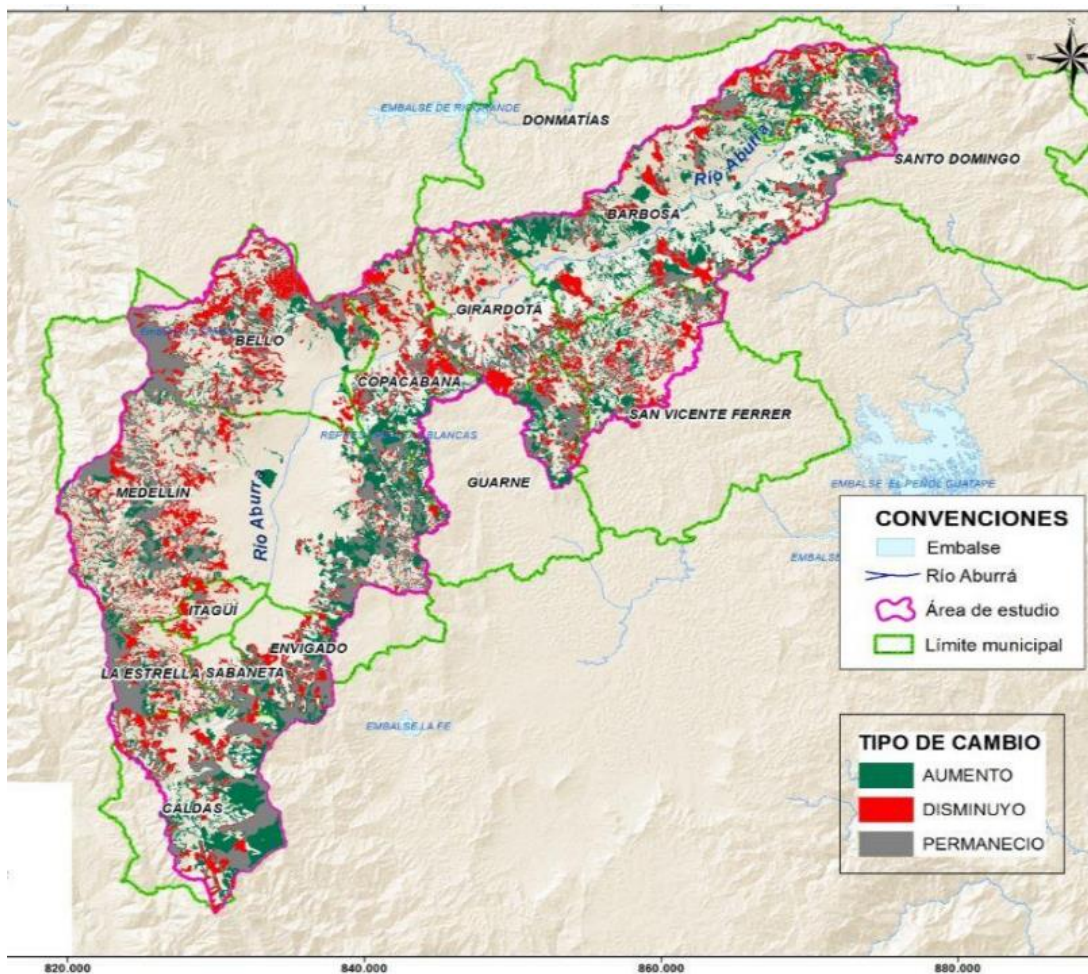 EMBALSE DE RIOGRANDE
DONMATÍAS
SANTO DOMINGO
Río Aburrá
BARBOSA
GIRARDOTA
BELLO
COPACABANA
SAN VICENTE FERRER
BLANCAS
GUARNE
EMBALSE EL PEÑOL GUATAPE
MEDELLÍN
Río Aburrá
ITAGUÍ
ENVIGADO
LA ESTRELLA SABANETA
EMBALSE LA FE
CALDAS
CONVENCIONES
Embalse
Río Aburrá
Área de estudio
Límite municipal
TIPO DE CAMBIO
AUMENTO
DISMINUYO
PERMANECIO
820.000
840.000
860.000
880.000